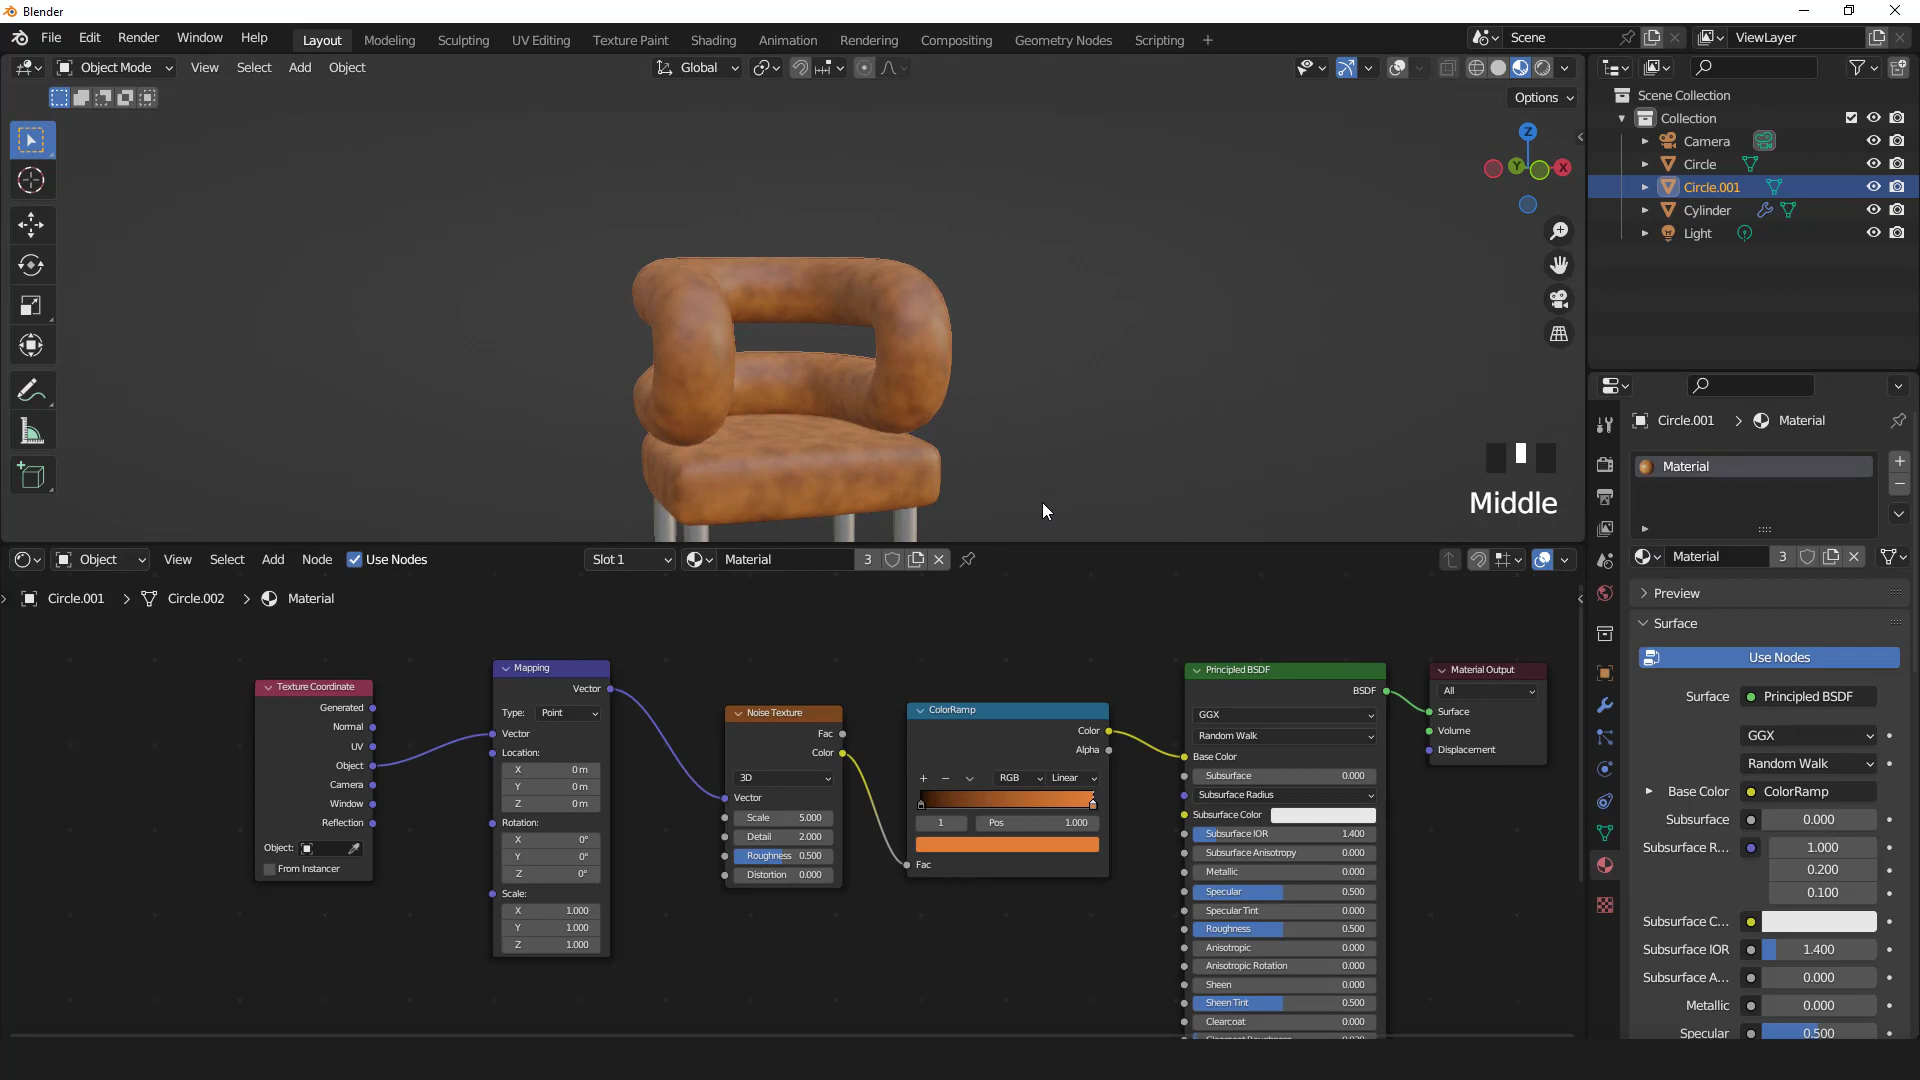 Blender
File Edit Render Window Help
Layout Modeling Sculpting UV Editing Texture Paint Shading Animation Rendering Compositing Geometry Nodes Scripting +
Scene
ViewLayer
Object Mode View Select Add Object
Global
Options
Z
Y
X
Middle
Scene Collection
Collection
Camera
Circle
Circle.001
Cylinder
Light
Circle.001 > Material
Material
Material 3
Preview
Surface
Use Nodes
Surface Principled BSDF
GGX
Random Walk
Base Color ColorRamp
Subsurface 0.000
Subsurface R... 1.000
0.200
0.100
Subsurface C...
Subsurface IOR 1.400
Subsurface A... 0.000
Metallic 0.000
Specular 0.500
Object View Select Add Node Use Nodes Slot 1 Material 3
Circle.001 > Circle.002 > Material
Texture Coordinate
Generated
Normal
UV
Object
Camera
Window
Reflection
Object:
From Instancer
Mapping
Vector
Type: Point
Vector
Location:
X 0 m
Y 0 m
Z 0 m
Rotation:
X 0°
Y 0°
Z 0°
Scale:
X 1.000
Y 1.000
Z 1.000
Noise Texture
Fac
Color
3D
Vector
Scale 5.000
Detail 2.000
Roughness 0.500
Distortion 0.000
ColorRamp
Color
Alpha
+ − RGB Linear
1 Pos 1.000
Fac
Principled BSDF
BSDF
GGX
Random Walk
Base Color
Subsurface 0.000
Subsurface Radius
Subsurface Color
Subsurface IOR 1.400
Subsurface Anisotropy 0.000
Metallic 0.000
Specular 0.500
Specular Tint 0.000
Roughness 0.500
Anisotropic 0.000
Anisotropic Rotation 0.000
Sheen 0.000
Sheen Tint 0.500
Clearcoat 0.000
Material Output
All
Surface
Volume
Displacement